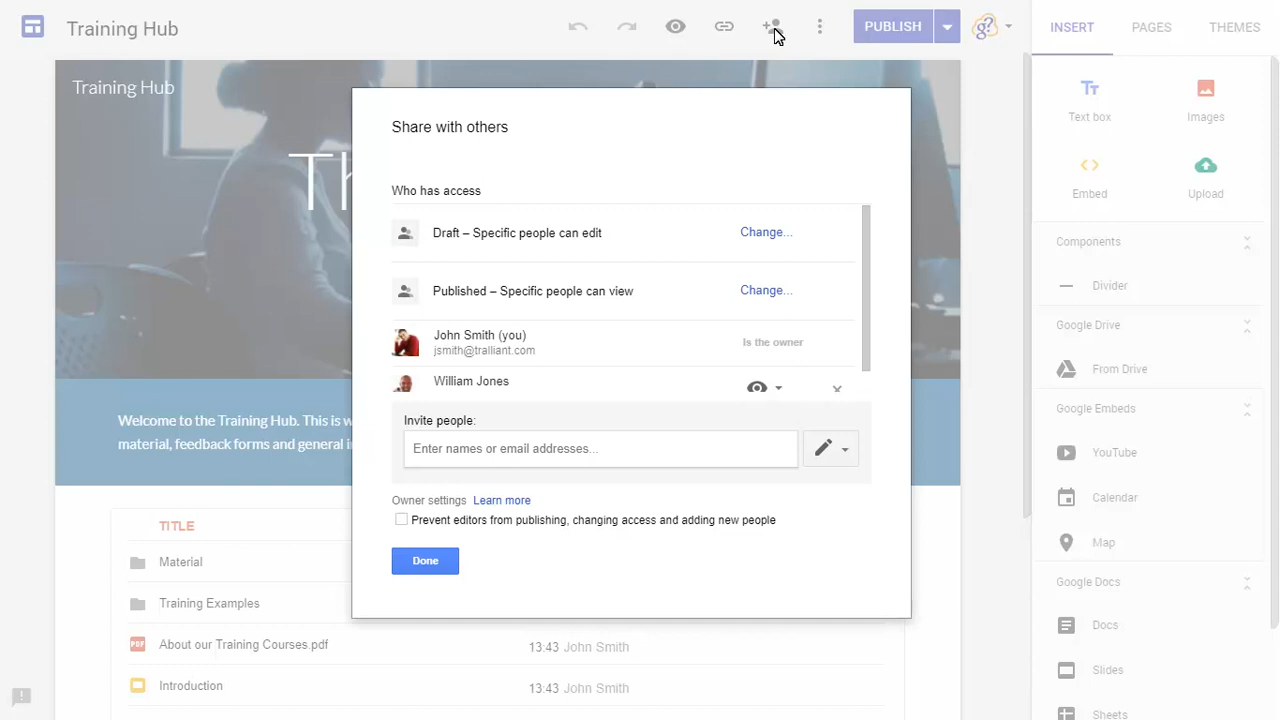 Training Hub
PUBLISH
INSERT
PAGES
THEMES
Training Hub
Th
Share with others
Who has access
Draft – Specific people can edit
Change...
Published – Specific people can view
Change...
John Smith (you)
jsmith@tralliant.com
Is the owner
William Jones
Invite people:
Enter names or email addresses...
Owner settings Learn more
Prevent editors from publishing, changing access and adding new people
Done
Welcome to the Training Hub. This is w
material, feedback forms and general i
TITLE
Material
Training Examples
About our Training Courses.pdf
13:43 John Smith
Introduction
13:43 John Smith
Text box
Images
Embed
Upload
Components
Divider
Google Drive
From Drive
Google Embeds
YouTube
Calendar
Map
Google Docs
Docs
Slides
Sheets